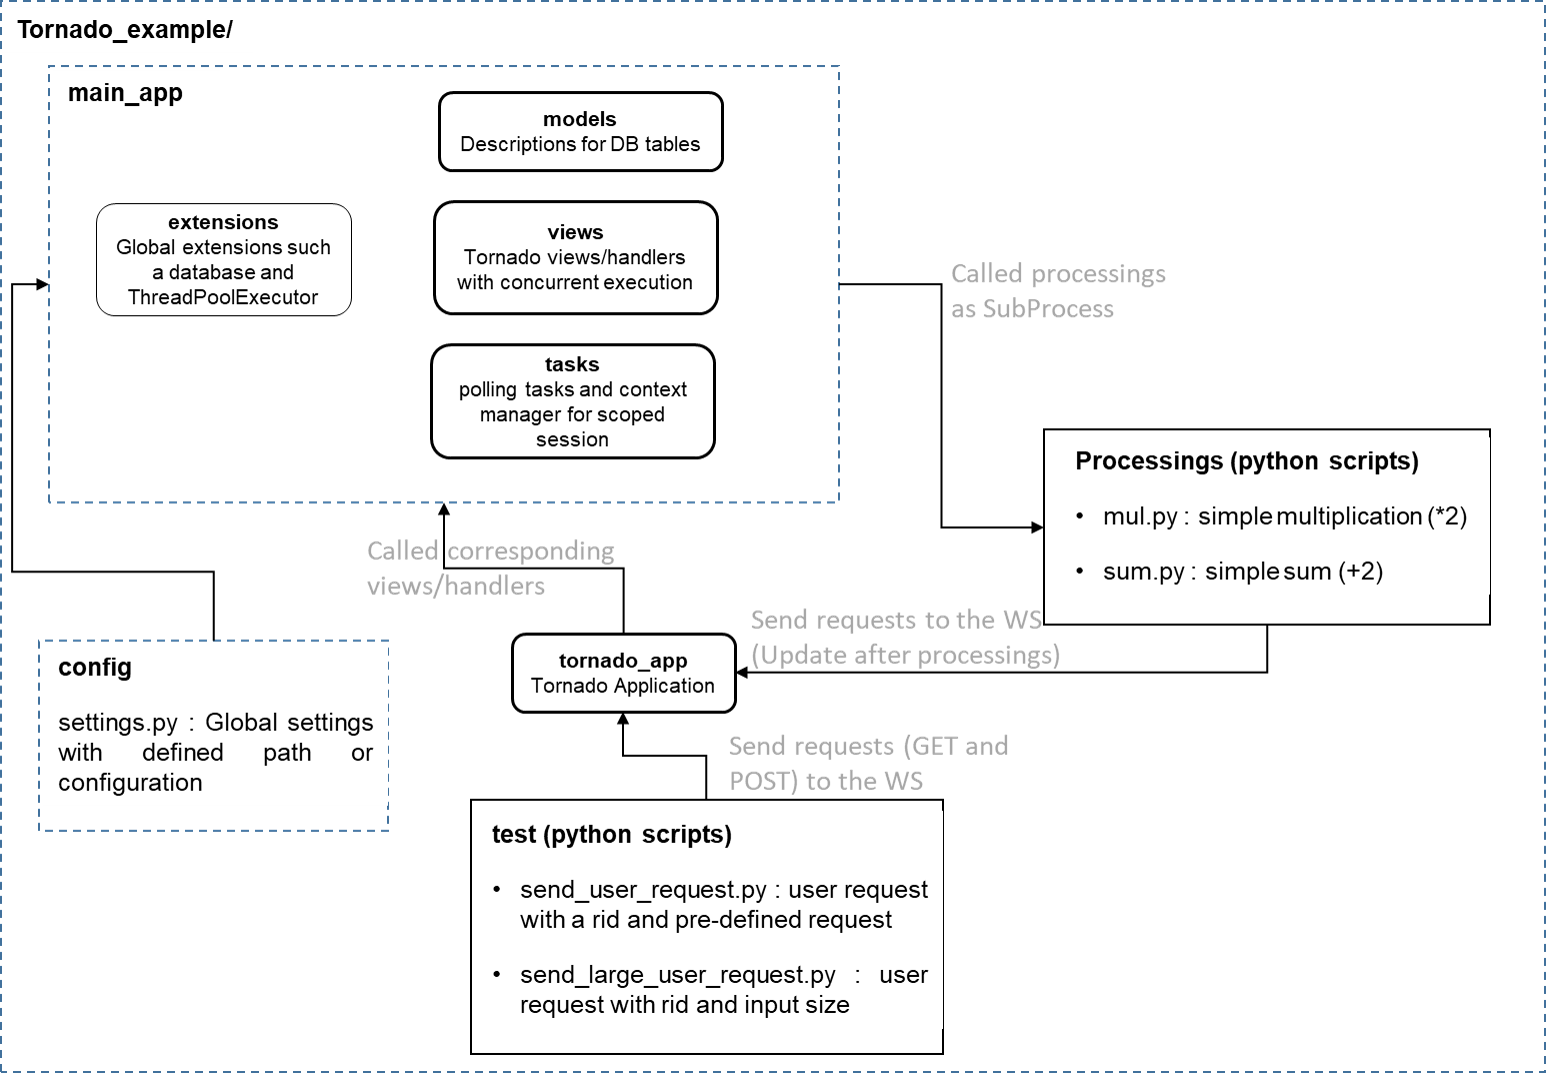 Tornado_example/
main_app
models
Descriptions for DB tables
extensions
Global extensions such
a database and
ThreadPoolExecutor
views
Tornado views/handlers
with concurrent execution
tasks
polling tasks and context
manager for scoped
session
Called processings
as SubProcess
Processings (python scripts)
• mul.py : simple multiplication (*2)
• sum.py : simple sum (+2)
Called corresponding
views/handlers
Send requests to the WS
(Update after processings)
tornado_app
Tornado Application
config
settings.py : Global settings
with defined path or
configuration
Send requests (GET and
POST) to the WS
test (python scripts)
• send_user_request.py : user request
with a rid and pre-defined request
• send_large_user_request.py : user
request with rid and input size